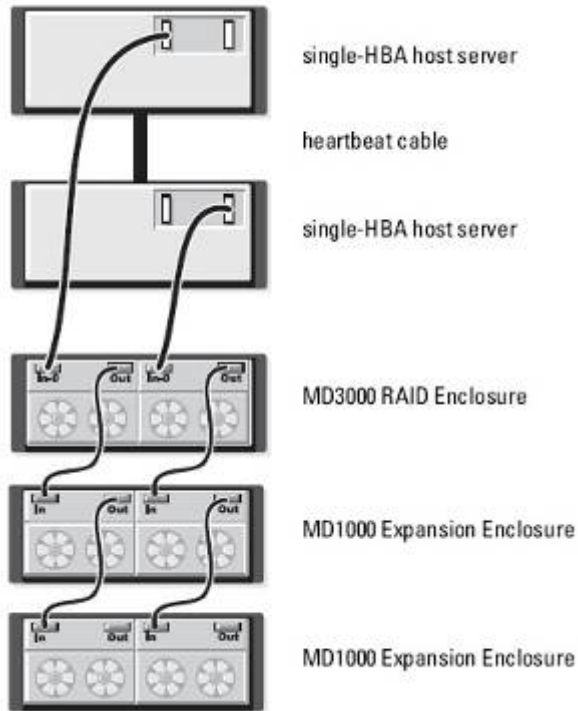 single-HBA host server
heartbeat cable
single-HBA host server
In-0 Out In-0 Out
MD3000 RAID Enclosure
In Out In Out
MD1000 Expansion Enclosure
In Out In Out
MD1000 Expansion Enclosure